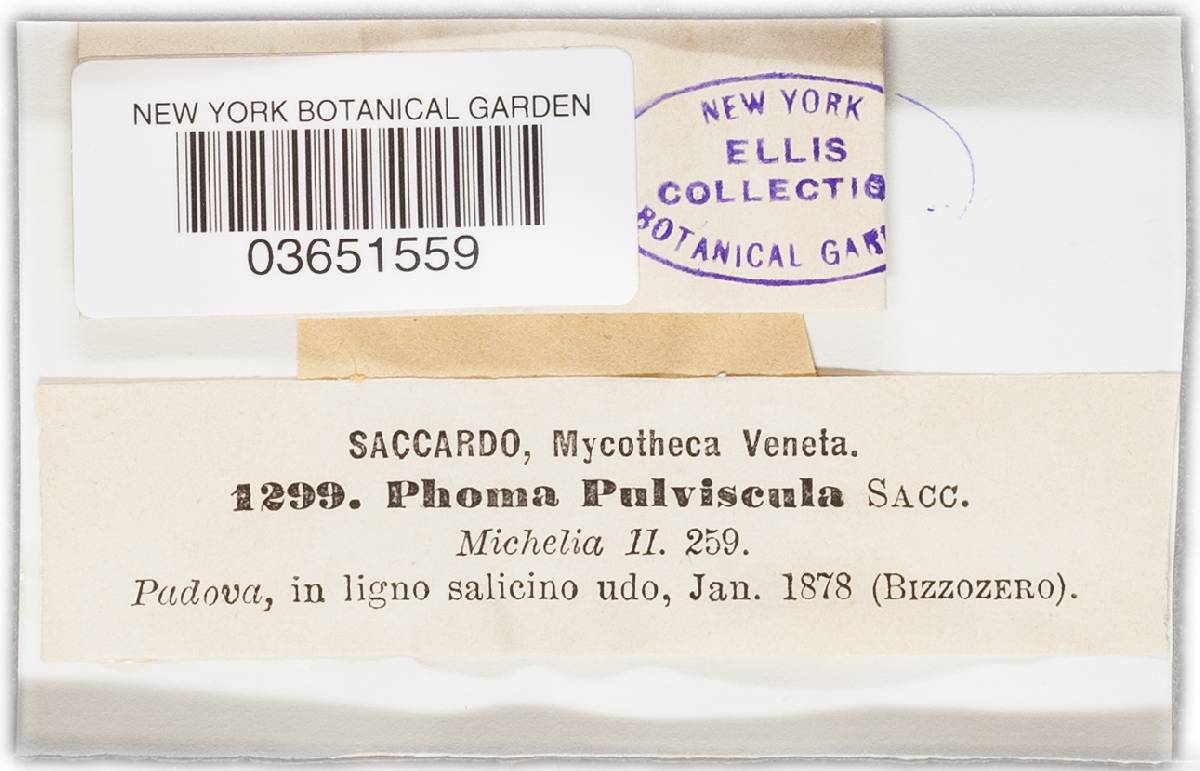 NEW YORK BOTANICAL GARDEN
03651559
NEW YORK
ELLIS
COLLECTIO
BOTANICAL GAR
SACCARDO, Mycotheca Veneta.
1299. Phoma Pulviscula SACC.
Michelia II. 259.
Padova, in ligno salicino udo, Jan. 1878 (BIZZOZERO).